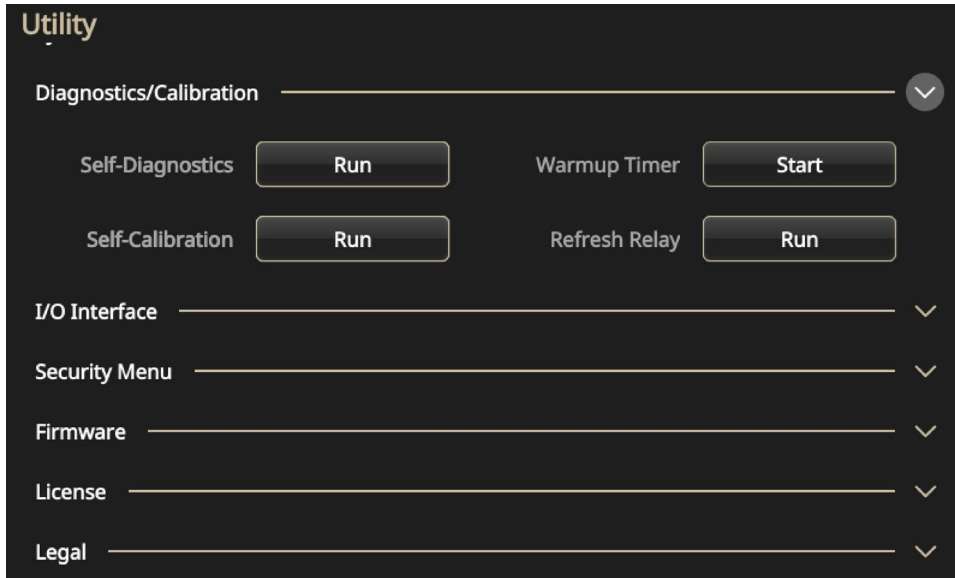 Utility
Diagnostics/Calibration
Self-Diagnostics Run Warmup Timer Start
Self-Calibration Run Refresh Relay Run
I/O Interface
Security Menu
Firmware
License
Legal